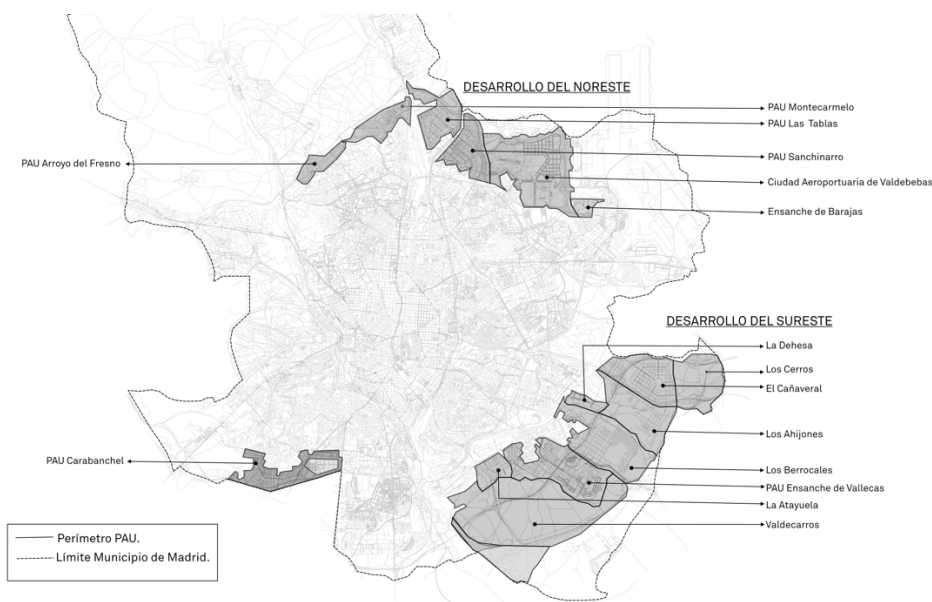 DESARROLLO DEL NORESTE
PAU Montecarmelo
PAU Las Tablas
PAU Sanchinarro
PAU Arroyo del Fresno
Ciudad Aeroportuaria de Valdebebas
Ensanche de Barajas
DESARROLLO DEL SURESTE
La Dehesa
Los Cerros
El Cañaveral
Los Ahijones
PAU Carabanchel
Los Berrocales
PAU Ensanche de Vallecas
La Atayuela
Valdecarros
Perímetro PAU.
Límite Municipio de Madrid.